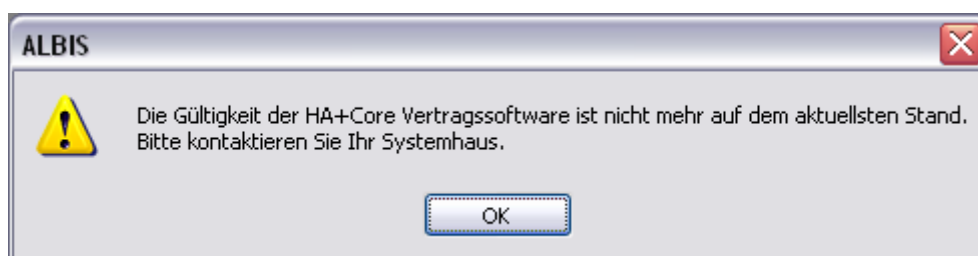 ALBIS
Die Gültigkeit der HA+Core Vertragssoftware ist nicht mehr auf dem aktuellsten Stand.
Bitte kontaktieren Sie Ihr Systemhaus.
OK